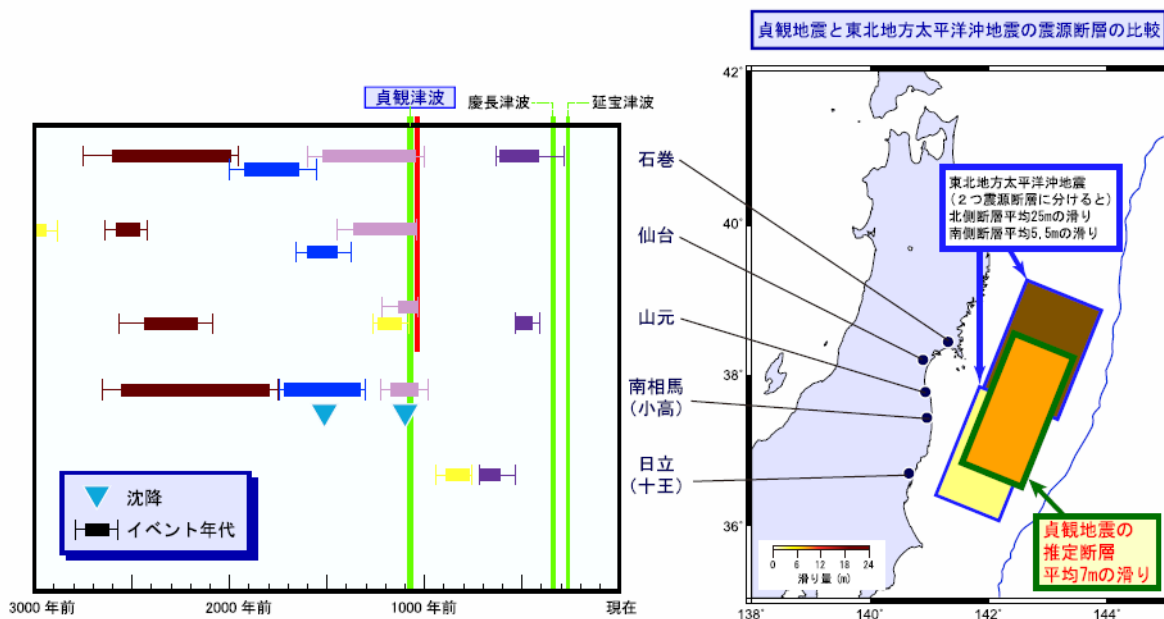 貞観地震と東北地方太平洋沖地震の震源断層の比較
貞観津波
慶長津波
延宝津波
石巻
仙台
山元
南相馬
(小高)
日立
(十王)
沈降
イベント年代
3000 年前
2000 年前
1000 年前
現在
42˚
40˚
38˚
36˚
東北地方太平洋沖地震
(2つ震源断層に分けると)
北側断層平均25mの滑り
南側断層平均5.5mの滑り
貞観地震の
推定断層
平均7mの滑り
0 6 12 18 24
滑り量 (m)
138˚
140˚
142˚
144˚